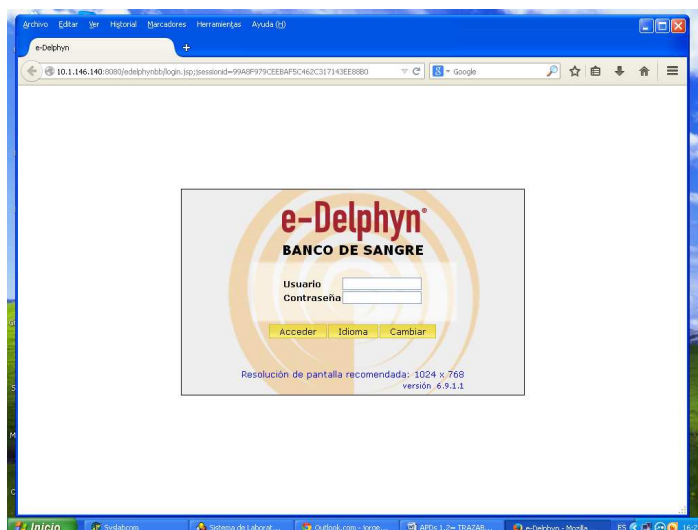 Archivo Editar Ver Historial Marcadores Herramientas Ayuda (H)
e-Delphyn
10.1.146.140:8080/edelphynbb/login.jsp;jsessionid=99A8F979CEEBAF5C462C317143EE88B0
Google
e-Delphyn®
BANCO DE SANGRE
Usuario
Contraseña
Acceder Idioma Cambiar
Resolución de pantalla recomendada: 1024 x 768
versión 6.9.1.1
Inicio Syslabcom Sistema de Laborat... Outlook.com - jorge... APDs 1.2= TRAZAB... e-Delphyn - Mozilla ... ES